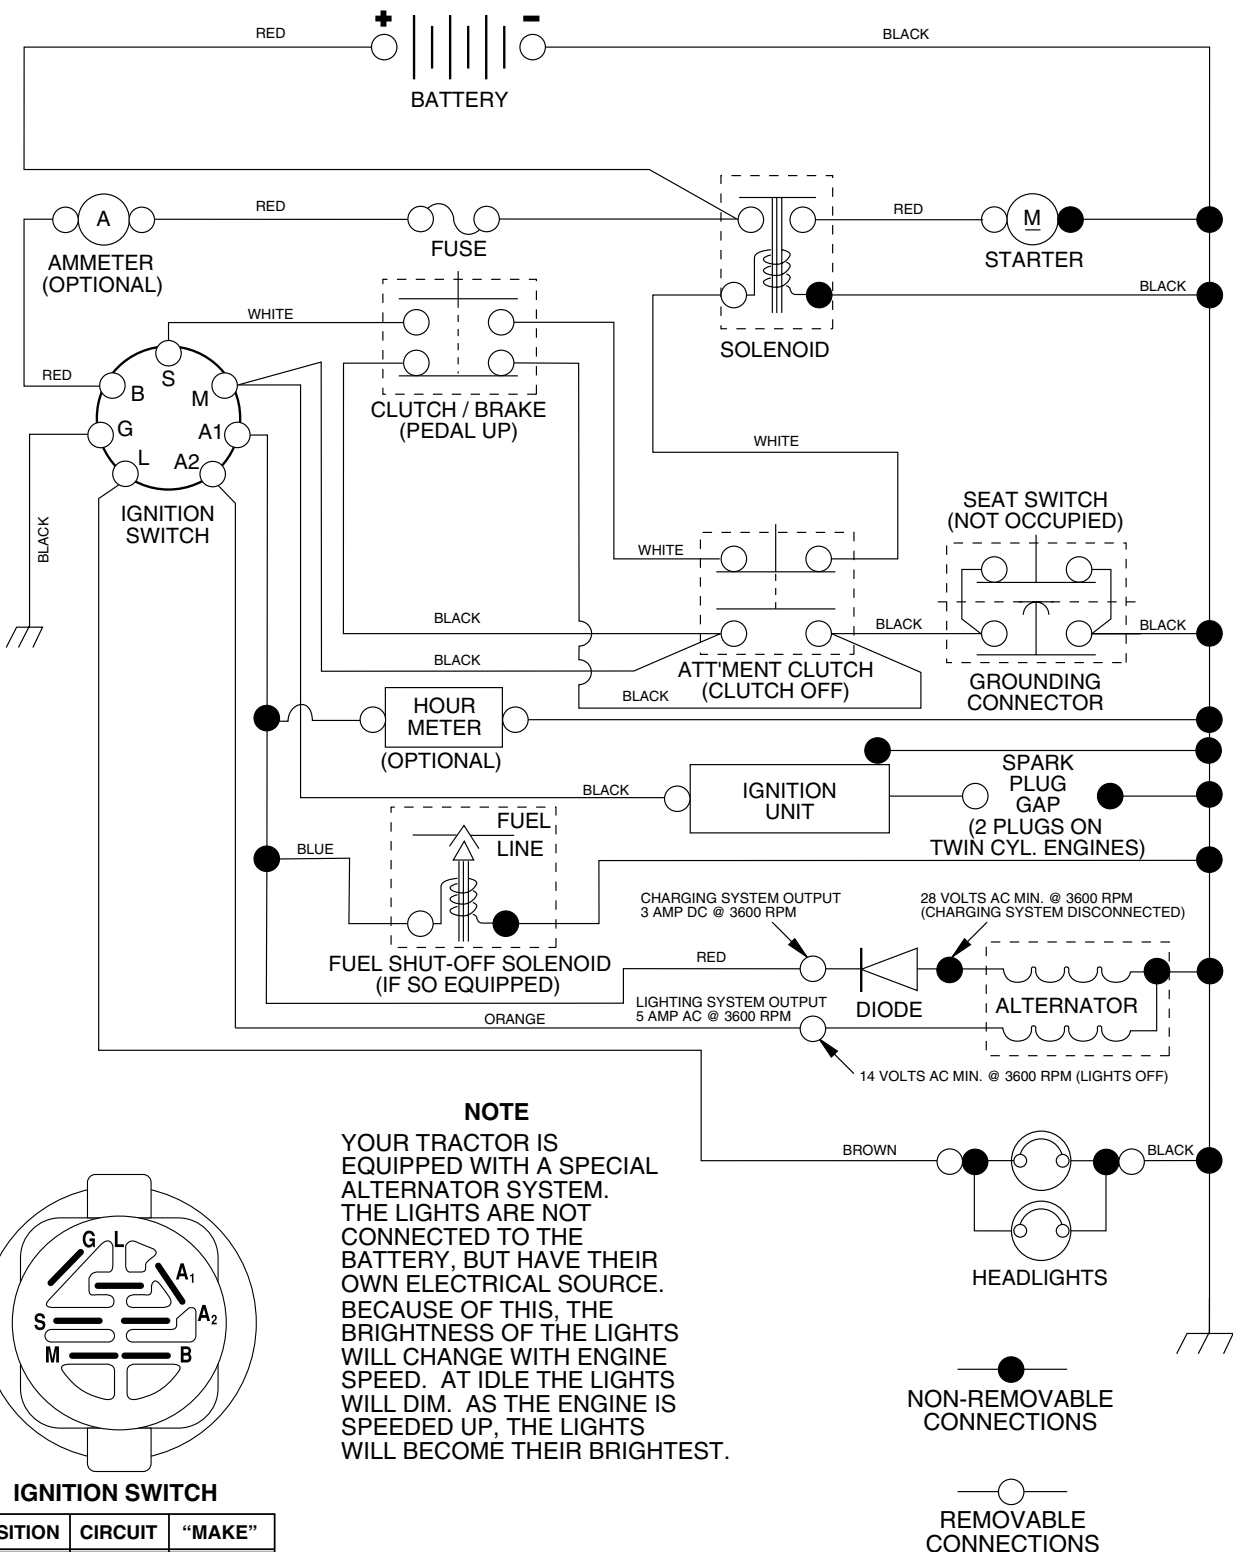 + –
RED
BLACK
BATTERY
A
RED
RED
M
FUSE
STARTER
AMMETER
(OPTIONAL)
BLACK
WHITE
SOLENOID
RED
S
B
M
CLUTCH / BRAKE
(PEDAL UP)
G
A1
WHITE
L
A2
IGNITION
SWITCH
SEAT SWITCH
(NOT OCCUPIED)
BLACK
WHITE
BLACK
BLACK
BLACK
BLACK
ATT'MENT CLUTCH
(CLUTCH OFF)
GROUNDING
CONNECTOR
BLACK
HOUR
METER
(OPTIONAL)
SPARK
PLUG
GAP
(2 PLUGS ON
TWIN CYL. ENGINES)
BLACK
IGNITION
UNIT
FUEL
LINE
BLUE
CHARGING SYSTEM OUTPUT
3 AMP DC @ 3600 RPM
28 VOLTS AC MIN. @ 3600 RPM
(CHARGING SYSTEM DISCONNECTED)
FUEL SHUT-OFF SOLENOID
(IF SO EQUIPPED)
RED
LIGHTING SYSTEM OUTPUT
5 AMP AC @ 3600 RPM
DIODE
ALTERNATOR
ORANGE
14 VOLTS AC MIN. @ 3600 RPM (LIGHTS OFF)
NOTE
YOUR TRACTOR IS
EQUIPPED WITH A SPECIAL
ALTERNATOR SYSTEM.
THE LIGHTS ARE NOT
CONNECTED TO THE
BATTERY, BUT HAVE THEIR
OWN ELECTRICAL SOURCE.
BECAUSE OF THIS, THE
BRIGHTNESS OF THE LIGHTS
WILL CHANGE WITH ENGINE
SPEED. AT IDLE THE LIGHTS
WILL DIM. AS THE ENGINE IS
SPEEDED UP, THE LIGHTS
WILL BECOME THEIR BRIGHTEST.
BROWN
BLACK
HEADLIGHTS
G L
A1
S
A2
M
B
IGNITION SWITCH
SITION CIRCUIT “MAKE”
NON-REMOVABLE
CONNECTIONS
REMOVABLE
CONNECTIONS